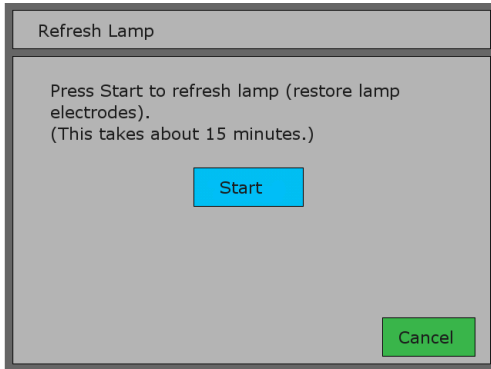 Refresh Lamp
Press Start to refresh lamp (restore lamp
electrodes).
(This takes about 15 minutes.)
Start
Cancel